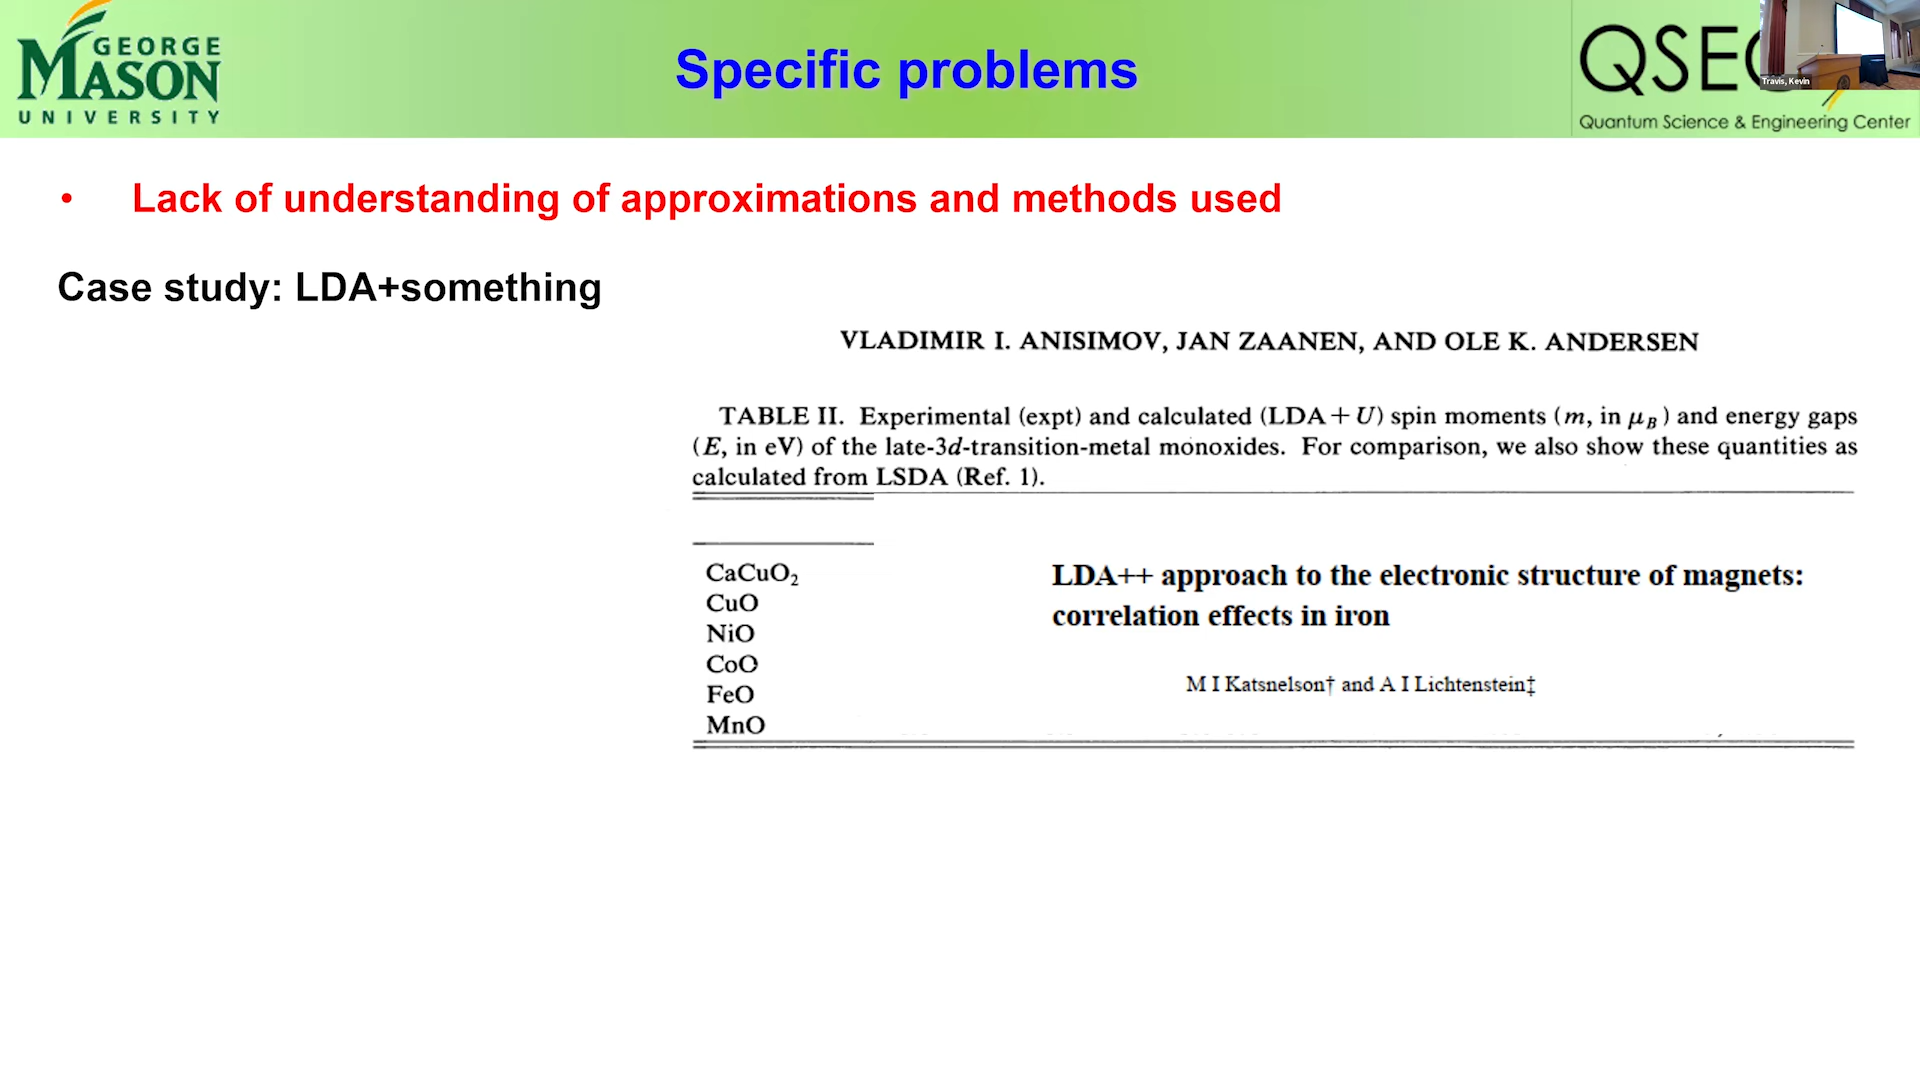 GEORGE
MASON
UNIVERSITY
Specific problems
Quantum Science & Engineering Center
Travis, Kevin
• Lack of understanding of approximations and methods used
Case study: LDA+something
VLADIMIR I. ANISIMOV, JAN ZAANEN, AND OLE K. ANDERSEN
TABLE II. Experimental (expt) and calculated (LDA+U) spin moments (m, in μB) and energy gaps
(E, in eV) of the late-3d-transition-metal monoxides. For comparison, we also show these quantities as
calculated from LSDA (Ref. 1).
CaCuO₂
CuO
NiO
CoO
FeO
MnO
LDA++ approach to the electronic structure of magnets:
correlation effects in iron
M I Katsnelson† and A I Lichtenstein‡